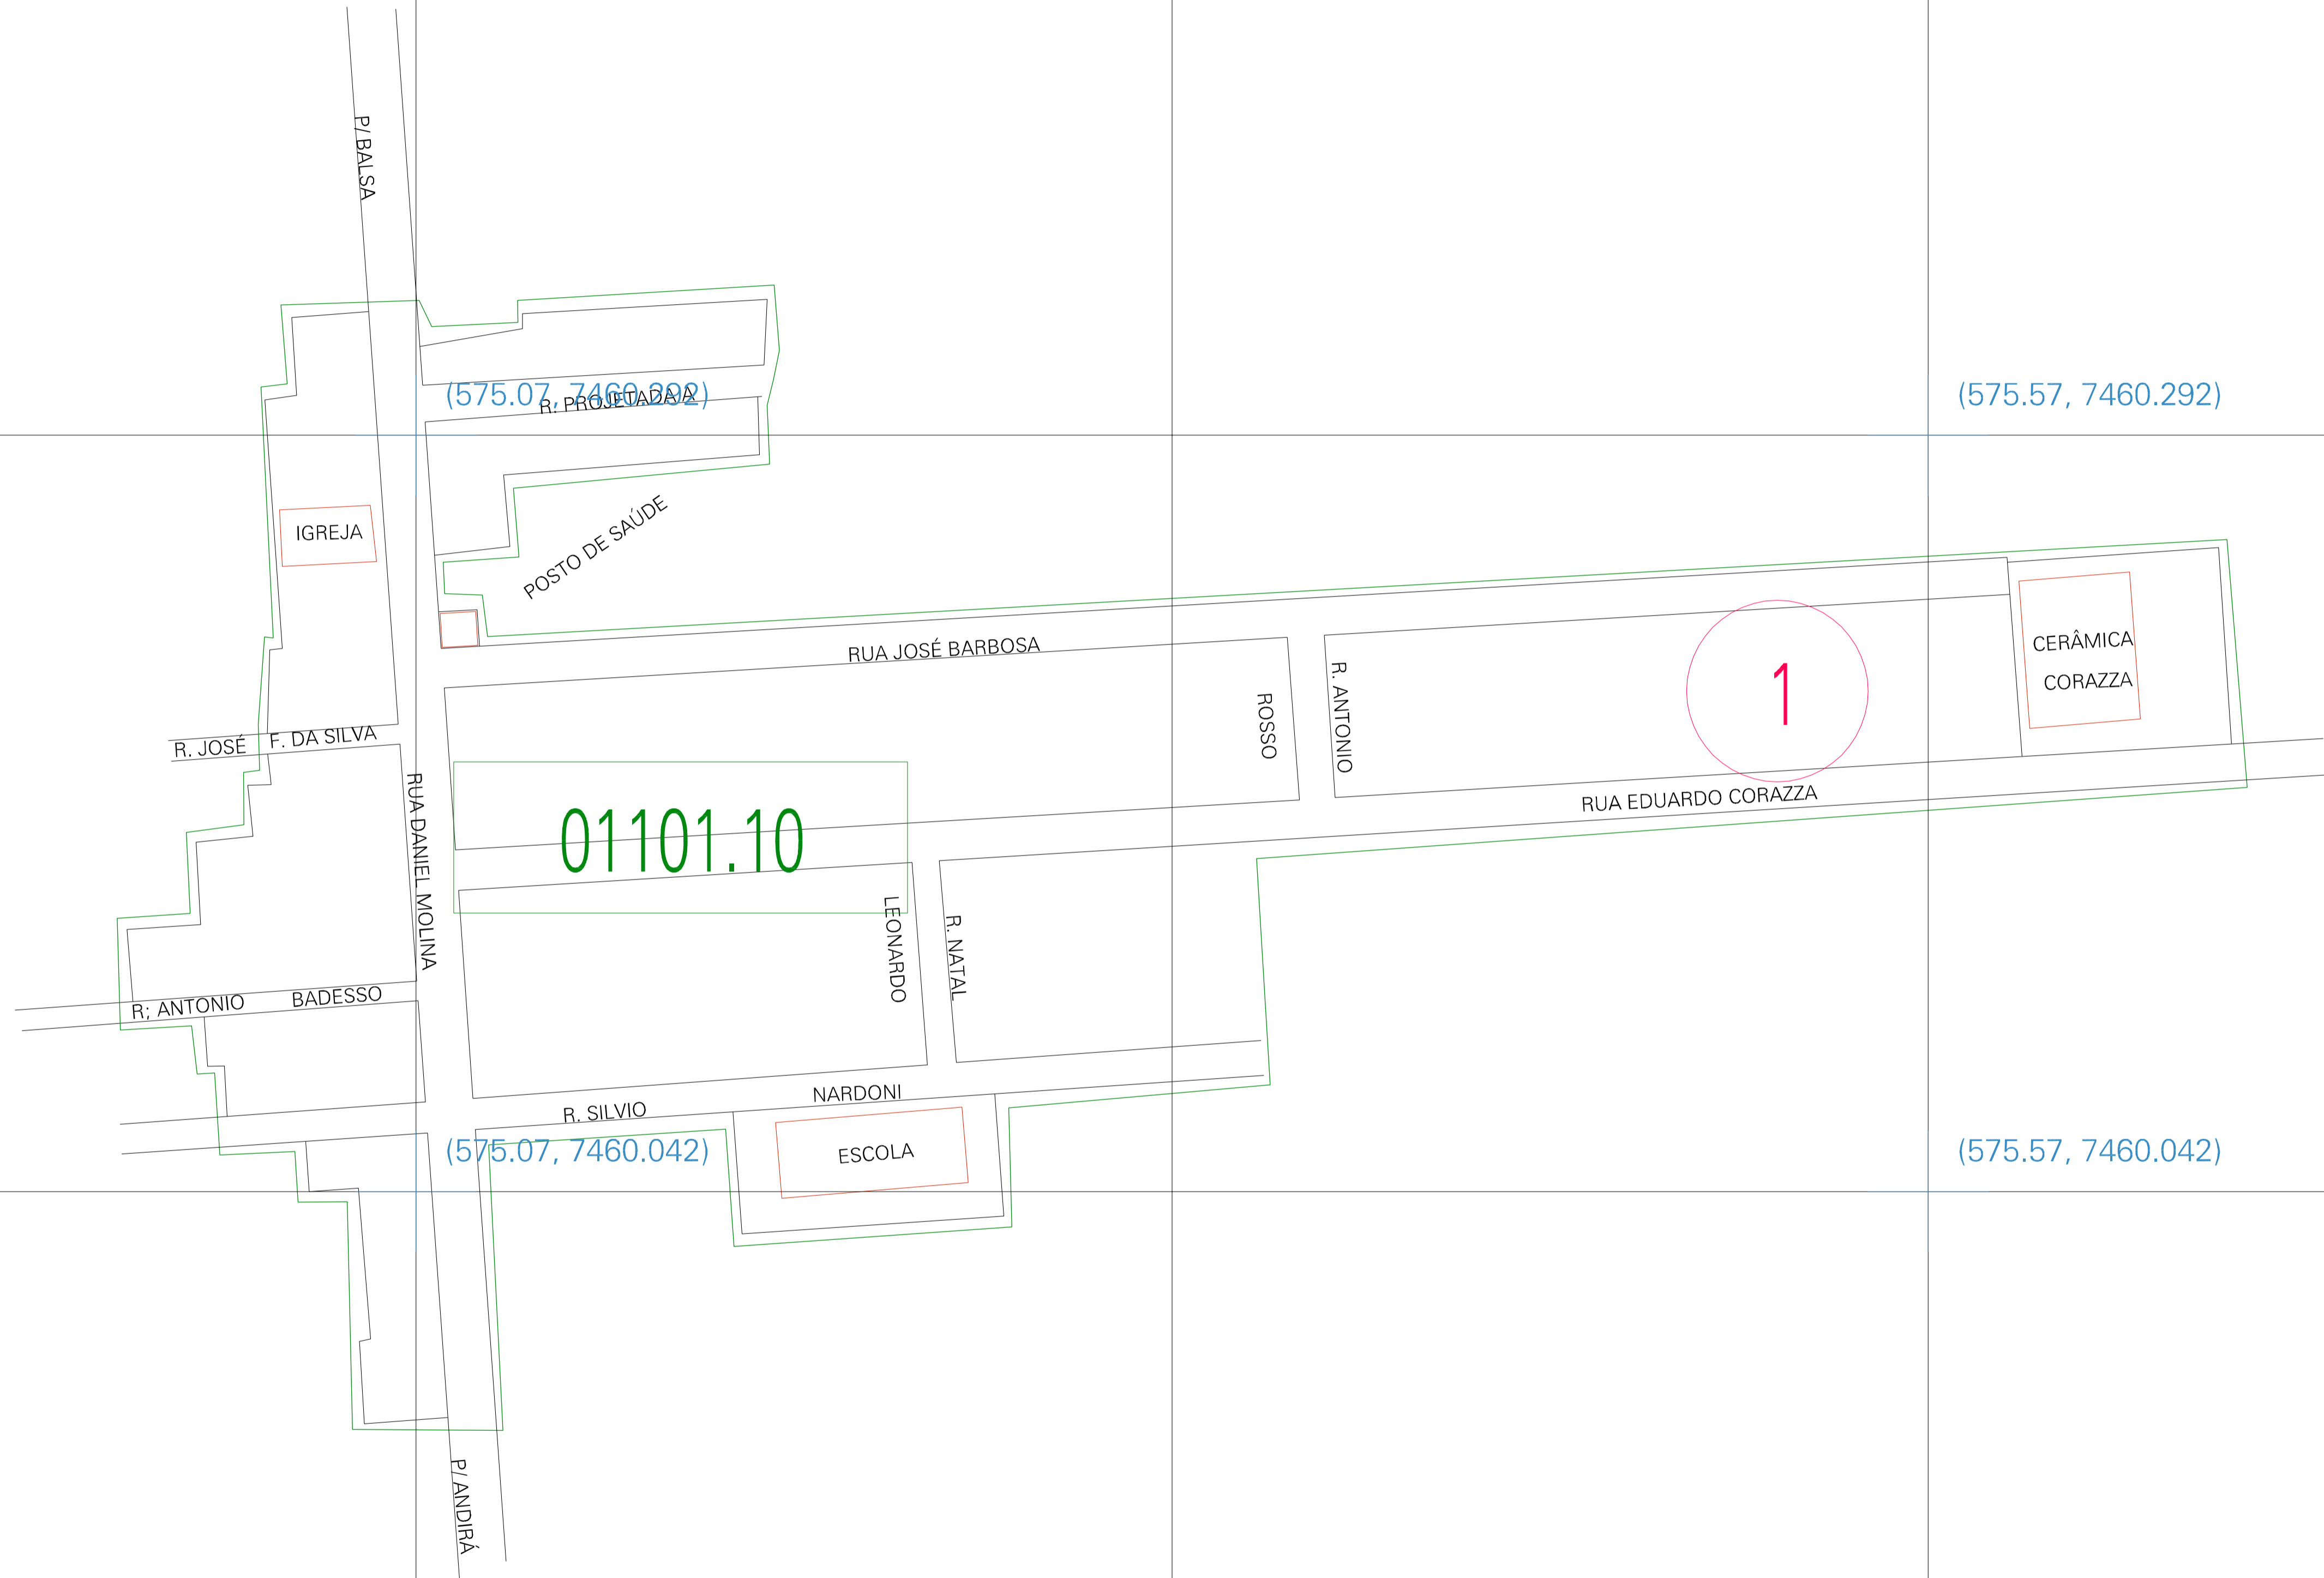 P/ BALSA
(575.07, 7460.292)
R. PROJETADA A
(575.57, 7460.292)
IGREJA
POSTO DE SAÚDE
RUA JOSÉ BARBOSA
CERÂMICA
CORAZZA
R. ANTONIO
ROSSO
1
R. JOSÉ F. DA SILVA
RUA DANIEL MOLINA
RUA EDUARDO CORAZZA
01101.10
LEONARDO
R. NATAL
R; ANTONIO BADESSO
R. SILVIO NARDONI
(575.07, 7460.042)
ESCOLA
(575.57, 7460.042)
P/ ANDIRÁ